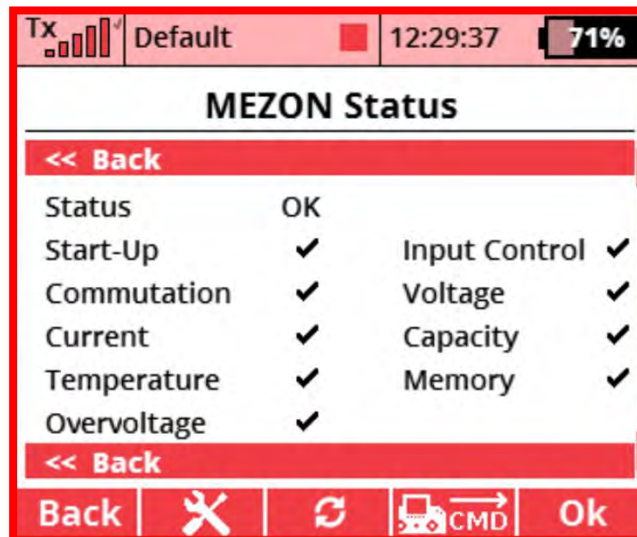 Tx Default 12:29:37 71%
MEZON Status
<< Back
Status OK
Start-Up ✔ Input Control ✔
Commutation ✔ Voltage ✔
Current ✔ Capacity ✔
Temperature ✔ Memory ✔
Overvoltage ✔
<< Back
Back CMD Ok